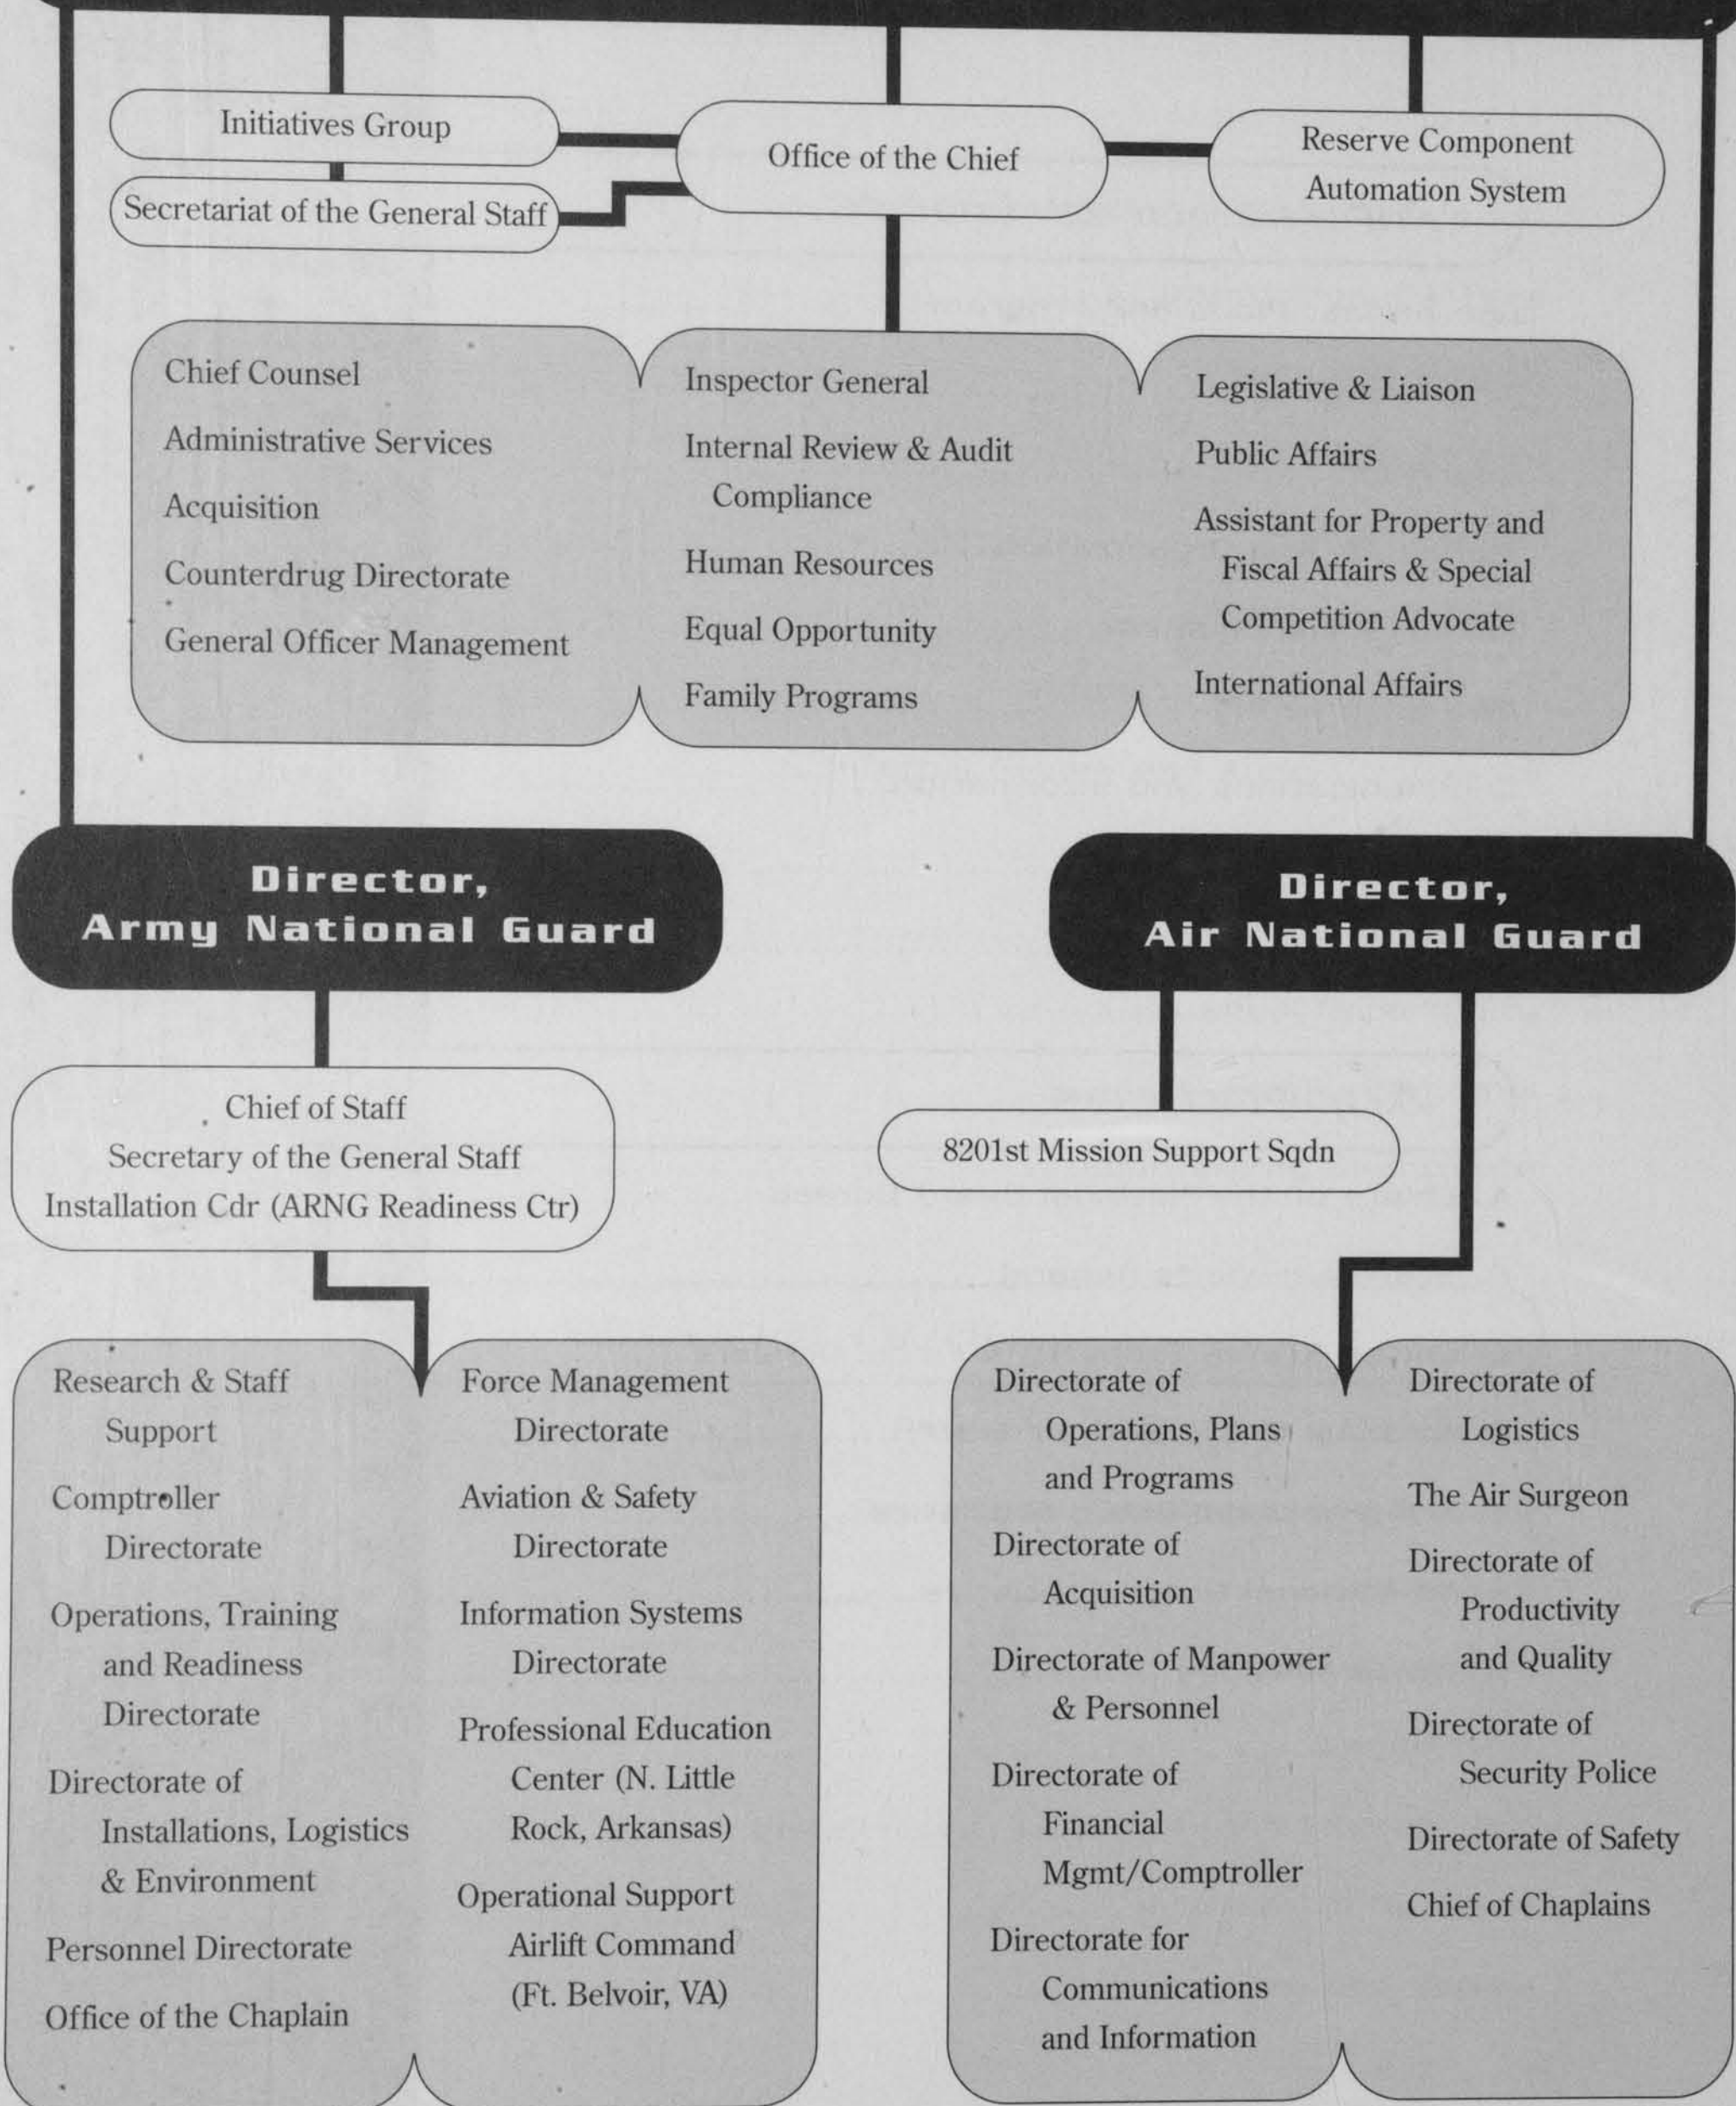 Initiatives Group
Secretariat of the General Staff
Office of the Chief
Reserve Component
Automation System
Chief Counsel
Administrative Services
Acquisition
Counterdrug Directorate
General Officer Management
Inspector General
Internal Review & Audit
Compliance
Human Resources
Equal Opportunity
Family Programs
Legislative & Liaison
Public Affairs
Assistant for Property and
Fiscal Affairs & Special
Competition Advocate
International Affairs
Director,
Army National Guard
Chief of Staff
Secretary of the General Staff
Installation Cdr (ARNG Readiness Ctr)
Research & Staff
Support
Comptroller
Directorate
Operations, Training
and Readiness
Directorate
Directorate of
Installations, Logistics
& Environment
Personnel Directorate
Office of the Chaplain
Force Management
Directorate
Aviation & Safety
Directorate
Information Systems
Directorate
Professional Education
Center (N. Little
Rock, Arkansas)
Operational Support
Airlift Command
(Ft. Belvoir, VA)
Director,
Air National Guard
8201st Mission Support Sqdn
Directorate of
Operations, Plans
and Programs
Directorate of
Acquisition
Directorate of Manpower
& Personnel
Directorate of
Financial
Mgmt/Comptroller
Directorate for
Communications
and Information
Directorate of
Logistics
The Air Surgeon
Directorate of
Productivity
and Quality
Directorate of
Security Police
Directorate of Safety
Chief of Chaplains